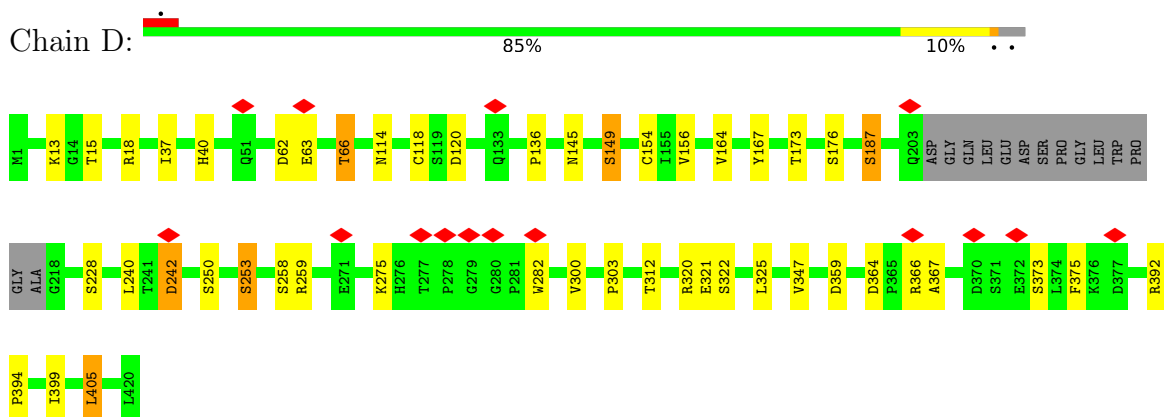 Chain D:
85% 10%
M1 K13 G14 T15 R18 I37 H40 Q51 D62 E63 T66 N114 C118 S119 D120 Q133 P136 N145 S149 C154 I155 V156 V164 Y167 T173 S176 S187 Q203 ASP GLY GLN LEU GLU ASP SER PRO GLY LEU TRP PRO
GLY ALA G218 S228 L240 T241 D242 S250 S253 S258 R259 E271 K275 H276 T277 P278 G279 G280 P281 W282 V300 P303 T312 R320 E321 S322 L325 V347 D359 D364 P365 R366 A367 D370 S371 E372 S373 L374 F375 K376 D377 R392
P394 I399 L405 L420